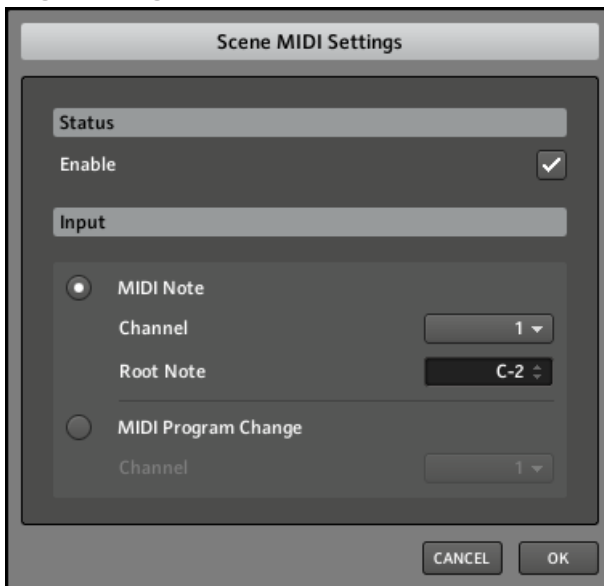 Scene MIDI Settings
Status
Enable
Input
MIDI Note
Channel 1
Root Note C-2
MIDI Program Change
Channel 1
CANCEL OK